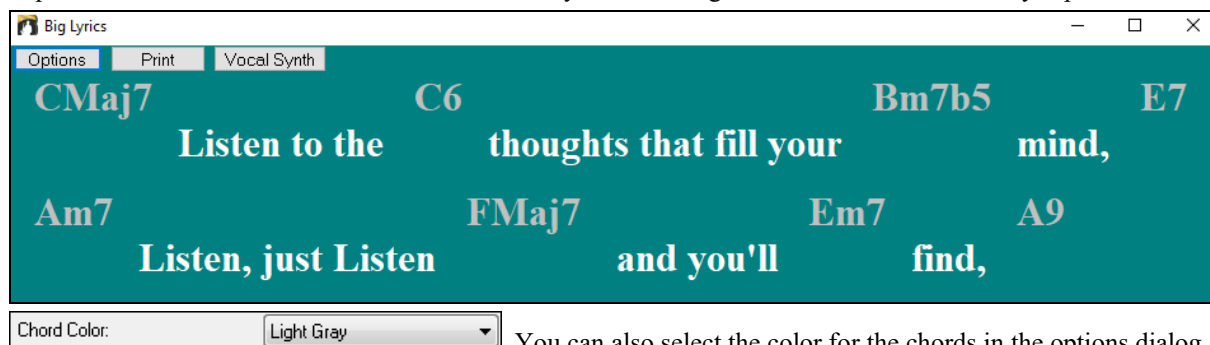 Big Lyrics
Options Print Vocal Synth
CMaj7 C6 Bm7b5 E7
Listen to the thoughts that fill your mind,
Am7 FMaj7 Em7 A9
Listen, just Listen and you'll find,
Chord Color: Light Gray
You can also select the color for the chords in the options dialog